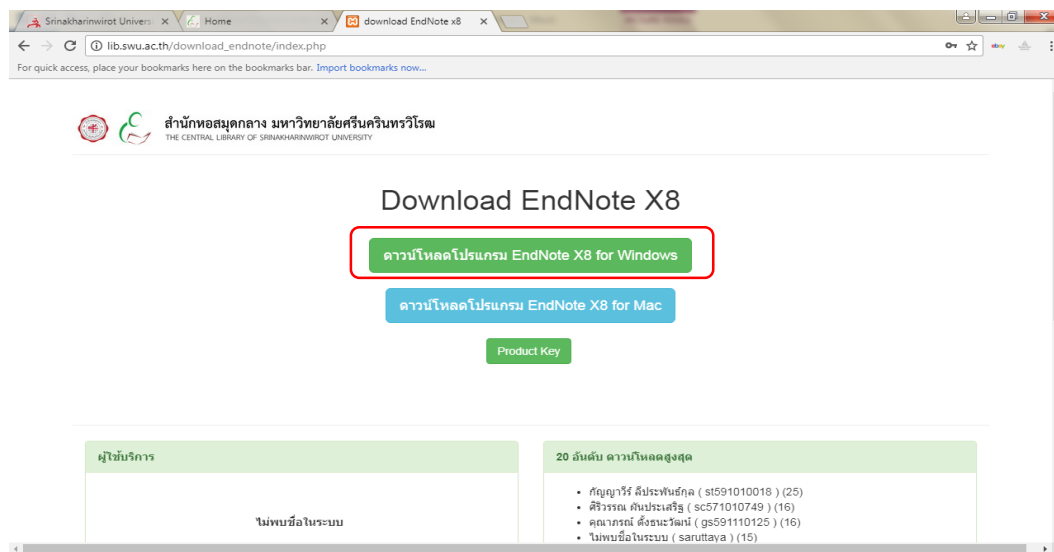 Srinakharinwirot Univers
Home
download EndNote x8
lib.swu.ac.th/download_endnote/index.php
ebay
For quick access, place your bookmarks here on the bookmarks bar. Import bookmarks now...
สำนักหอสมุดกลาง มหาวิทยาลัยศรีนครินทรวิโรฒ
THE CENTRAL LIBRARY OF SRINAKHARINWIROT UNIVERSITY
Download EndNote X8
ดาวน์โหลดโปรแกรม EndNote X8 for Windows
ดาวน์โหลดโปรแกรม EndNote X8 for Mac
Product Key
ผู้ใช้บริการ
ไม่พบชื่อในระบบ
20 อันดับ ดาวน์โหลดสูงสุด
กัญญาวีร์ ลีประพันธ์กุล ( st591010018 ) (25)
ศิริวรรณ ผันประเสริฐ ( sc571010749 ) (16)
คุณาภรณ์ ตั้งธนะวัฒน์ ( gs591110125 ) (16)
ไม่พบชื่อในระบบ ( saruttaya ) (15)